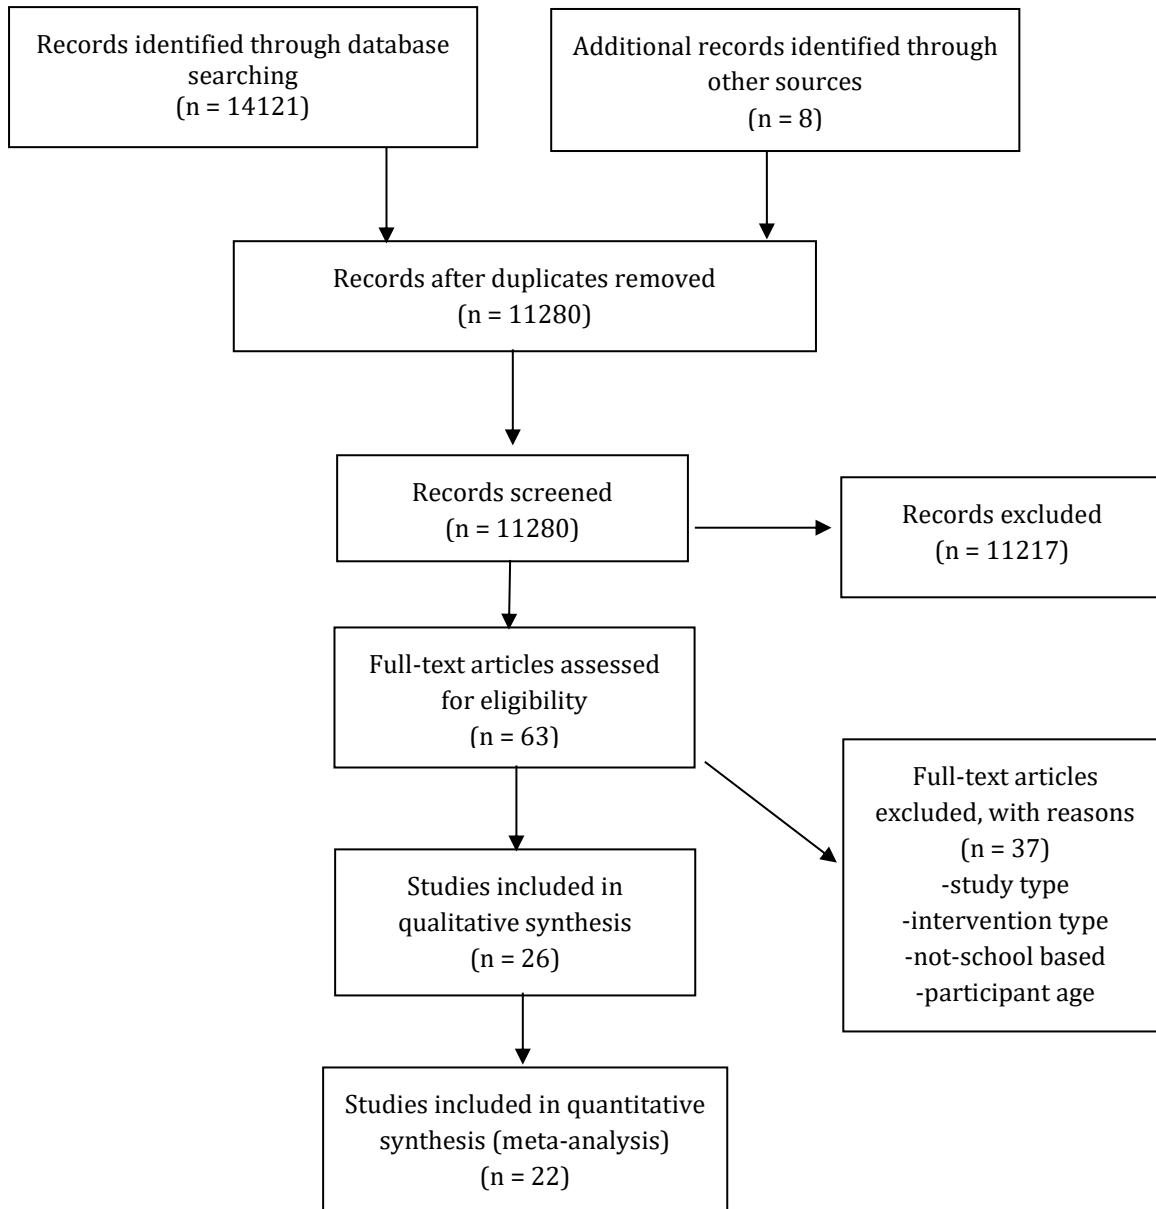 Records identified through database
searching
(n = 14121)
Additional records identified through
other sources
(n = 8)
Records after duplicates removed
(n = 11280)
Records screened
(n = 11280)
Records excluded
(n = 11217)
Full-text articles assessed
for eligibility
(n = 63)
Full-text articles
excluded, with reasons
(n = 37)
-study type
-intervention type
-not-school based
-participant age
Studies included in
qualitative synthesis
(n = 26)
Studies included in quantitative
synthesis (meta-analysis)
(n = 22)